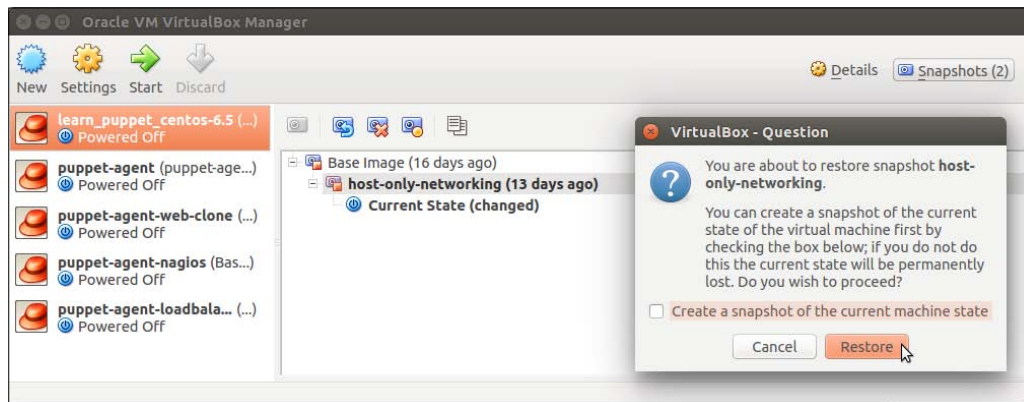 Oracle VM VirtualBox Manager
New Settings Start Discard
Details Snapshots (2)
learn_puppet_centos-6.5 (...)
Powered Off
puppet-agent (puppet-age...)
Powered Off
puppet-agent-web-clone (...)
Powered Off
puppet-agent-nagios (Bas...)
Powered Off
puppet-agent-loadbala... (...)
Powered Off
Base Image (16 days ago)
host-only-networking (13 days ago)
Current State (changed)
VirtualBox - Question
You are about to restore snapshot host-
only-networking.
You can create a snapshot of the current
state of the virtual machine first by
checking the box below; if you do not do
this the current state will be permanently
lost. Do you wish to proceed?
Create a snapshot of the current machine state
Cancel Restore